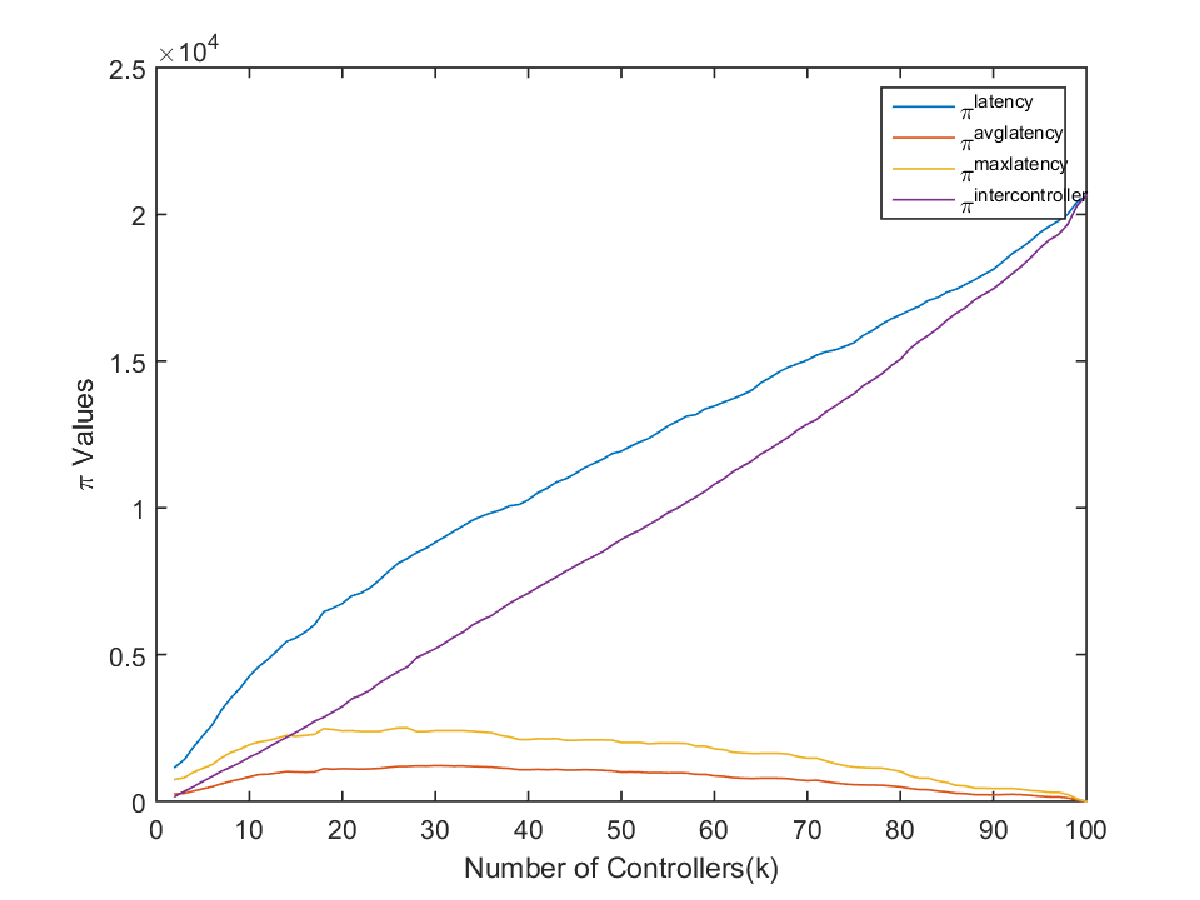 ×10^4
2.5
2
1.5
1
0.5
0
π Values
π^latency
π^avglatency
π^maxlatency
π^intercontroller
0 10 20 30 40 50 60 70 80 90 100
Number of Controllers(k)